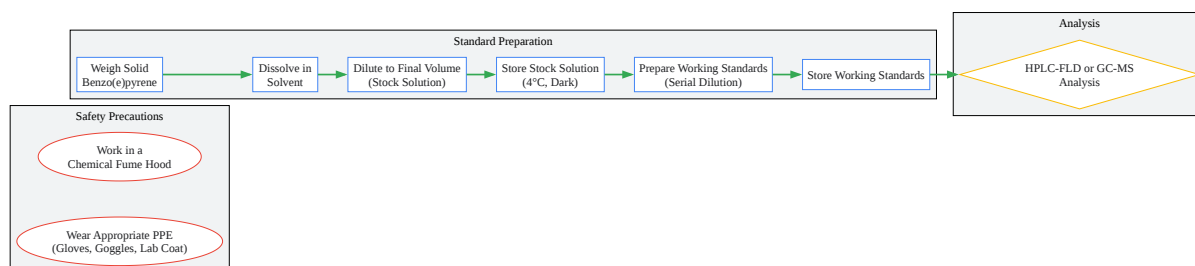 Analysis
Standard Preparation
Weigh Solid
Benzo(e)pyrene
Dissolve in
Solvent
Dilute to Final Volume
(Stock Solution)
Store Stock Solution
(4°C, Dark)
Prepare Working Standards
(Serial Dilution)
Store Working Standards
HPLC-FLD or GC-MS
Analysis
Safety Precautions
Work in a
Chemical Fume Hood
Wear Appropriate PPE
(Gloves, Goggles, Lab Coat)